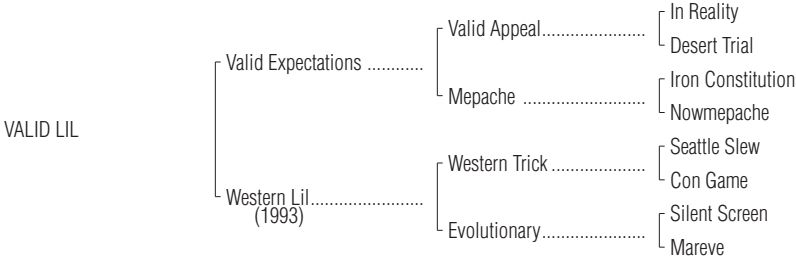 In Reality
Valid Appeal......................
Desert Trial
Valid Expectations ............
Iron Constitution
Mepache .....................
Nowmepache
VALID LIL
Seattle Slew
Western Trick ....................
Con Game
Western Lil........................
(1993)
Silent Screen
Evolutionary......................
Mareve